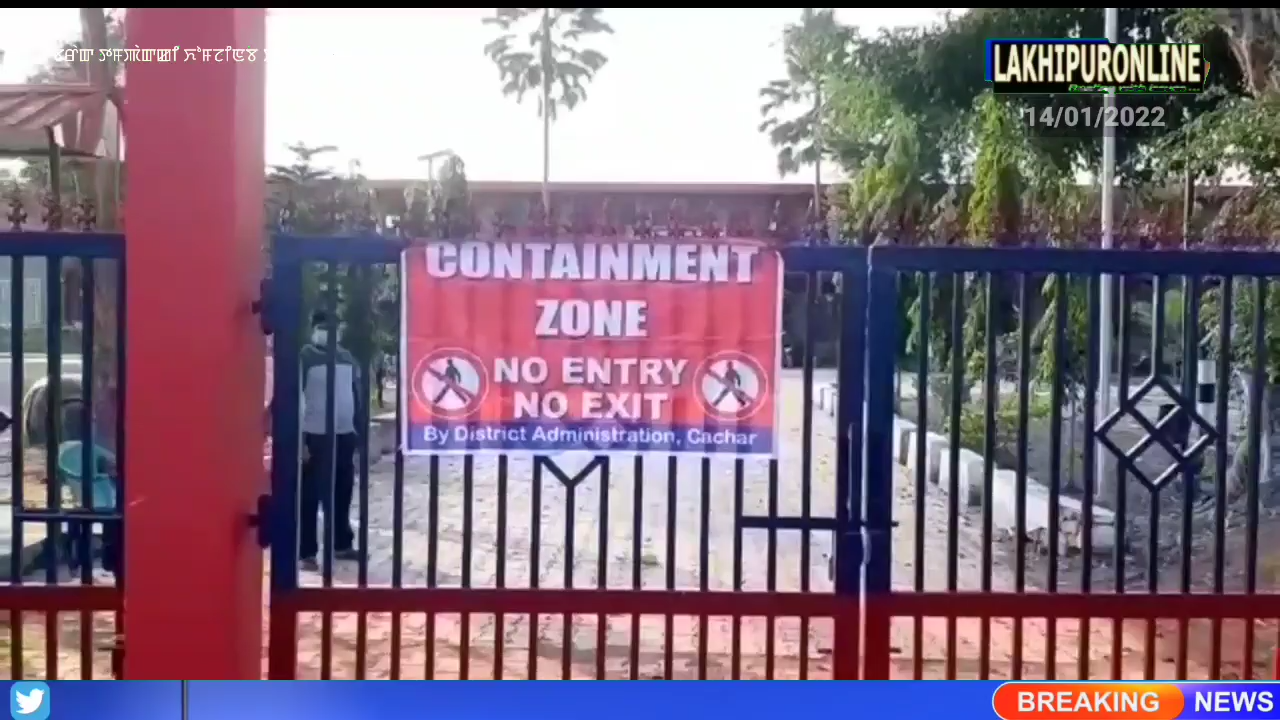 LAKHIPURONLINE
14/01/2022
CONTAINMENT
ZONE
NO ENTRY
NO EXIT
By District Administration, Cachar
BREAKING NEWS